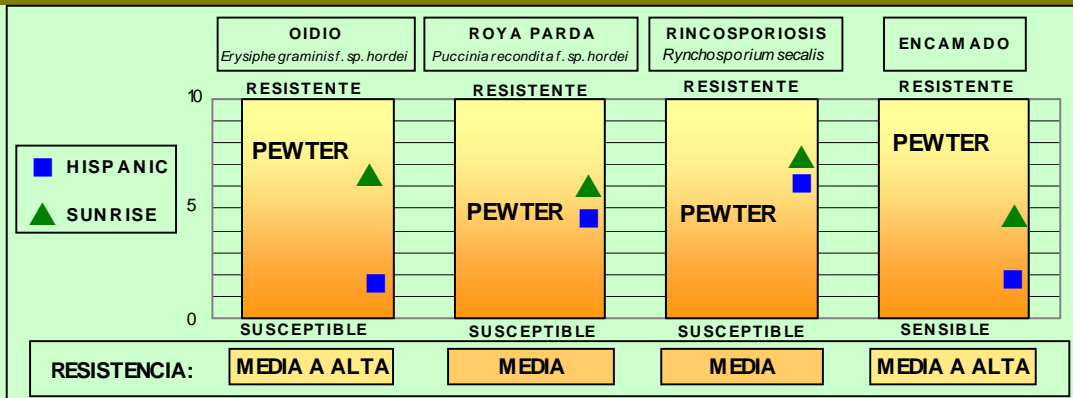 OIDIO
Erysiphe graminis f. sp. hordei
ROYA PARDA
Puccinia recondita f. sp. hordei
RINCOSPORIOSIS
Rynchosporium secalis
ENCAMADO
RESISTENTE
RESISTENTE
RESISTENTE
RESISTENTE
10
5
0
HISPANIC
SUNRISE
PEWTER
PEWTER
PEWTER
PEWTER
SUSCEPTIBLE
SUSCEPTIBLE
SUSCEPTIBLE
SENSIBLE
RESISTENCIA:
MEDIA A ALTA
MEDIA
MEDIA
MEDIA A ALTA